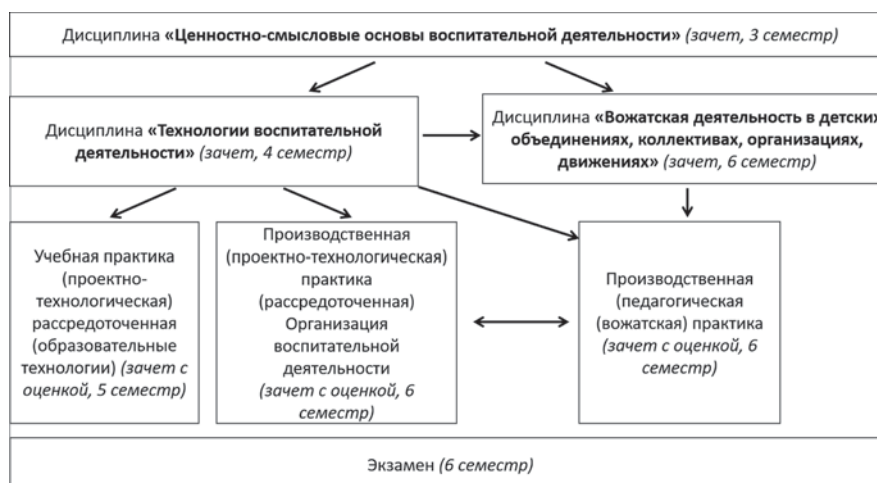 Дисциплина «Ценностно-смысловые основы воспитательной деятельности» (зачет, 3 семестр)
Дисциплина «Технологии воспитательной
деятельности» (зачет, 4 семестр)
Дисциплина «Вожатская деятельность в детских
объединениях, коллективах, организациях,
движениях» (зачет, 6 семестр)
Учебная практика
(проектно-
технологическая)
рассредоточенная
(образовательные
технологии) (зачет с
оценкой, 5 семестр)
Производственная
(проектно-технологическая)
практика
(рассредоточенная)
Организация
воспитательной
деятельности
(зачет с оценкой, 6
семестр)
Производственная
(педагогическая
(вожатская) практика
(зачет с оценкой, 6
семестр)
Экзамен (6 семестр)